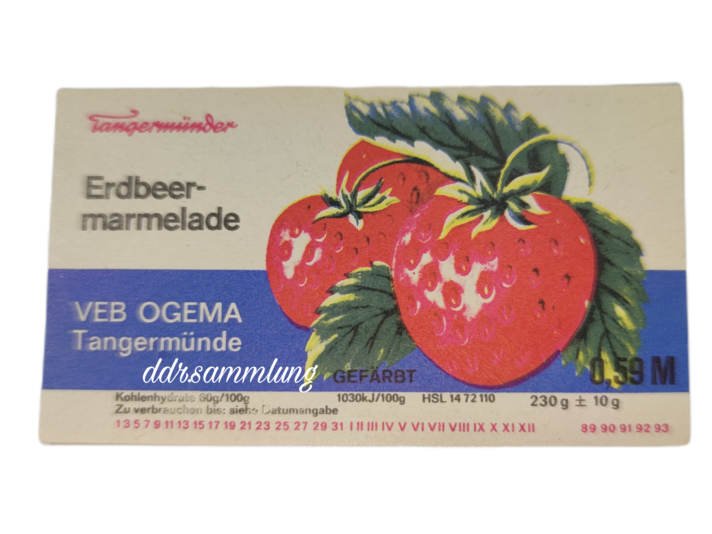 Tangermünder
Erdbeer-
marmelade
VEB OGEMA
Tangermünde
ddrsammlung
GEFÄRBT
0,59 M
Kohlenhydrate 60g/100g 1030kJ/100g HSL 14 72 110 230 g ± 10 g
Zu verbrauchen bis: siehe Datumangabe
1 3 5 7 9 11 13 15 17 19 21 23 25 27 29 31 I II III IV V VI VII VIII IX X XI XII 89 90 91 92 93